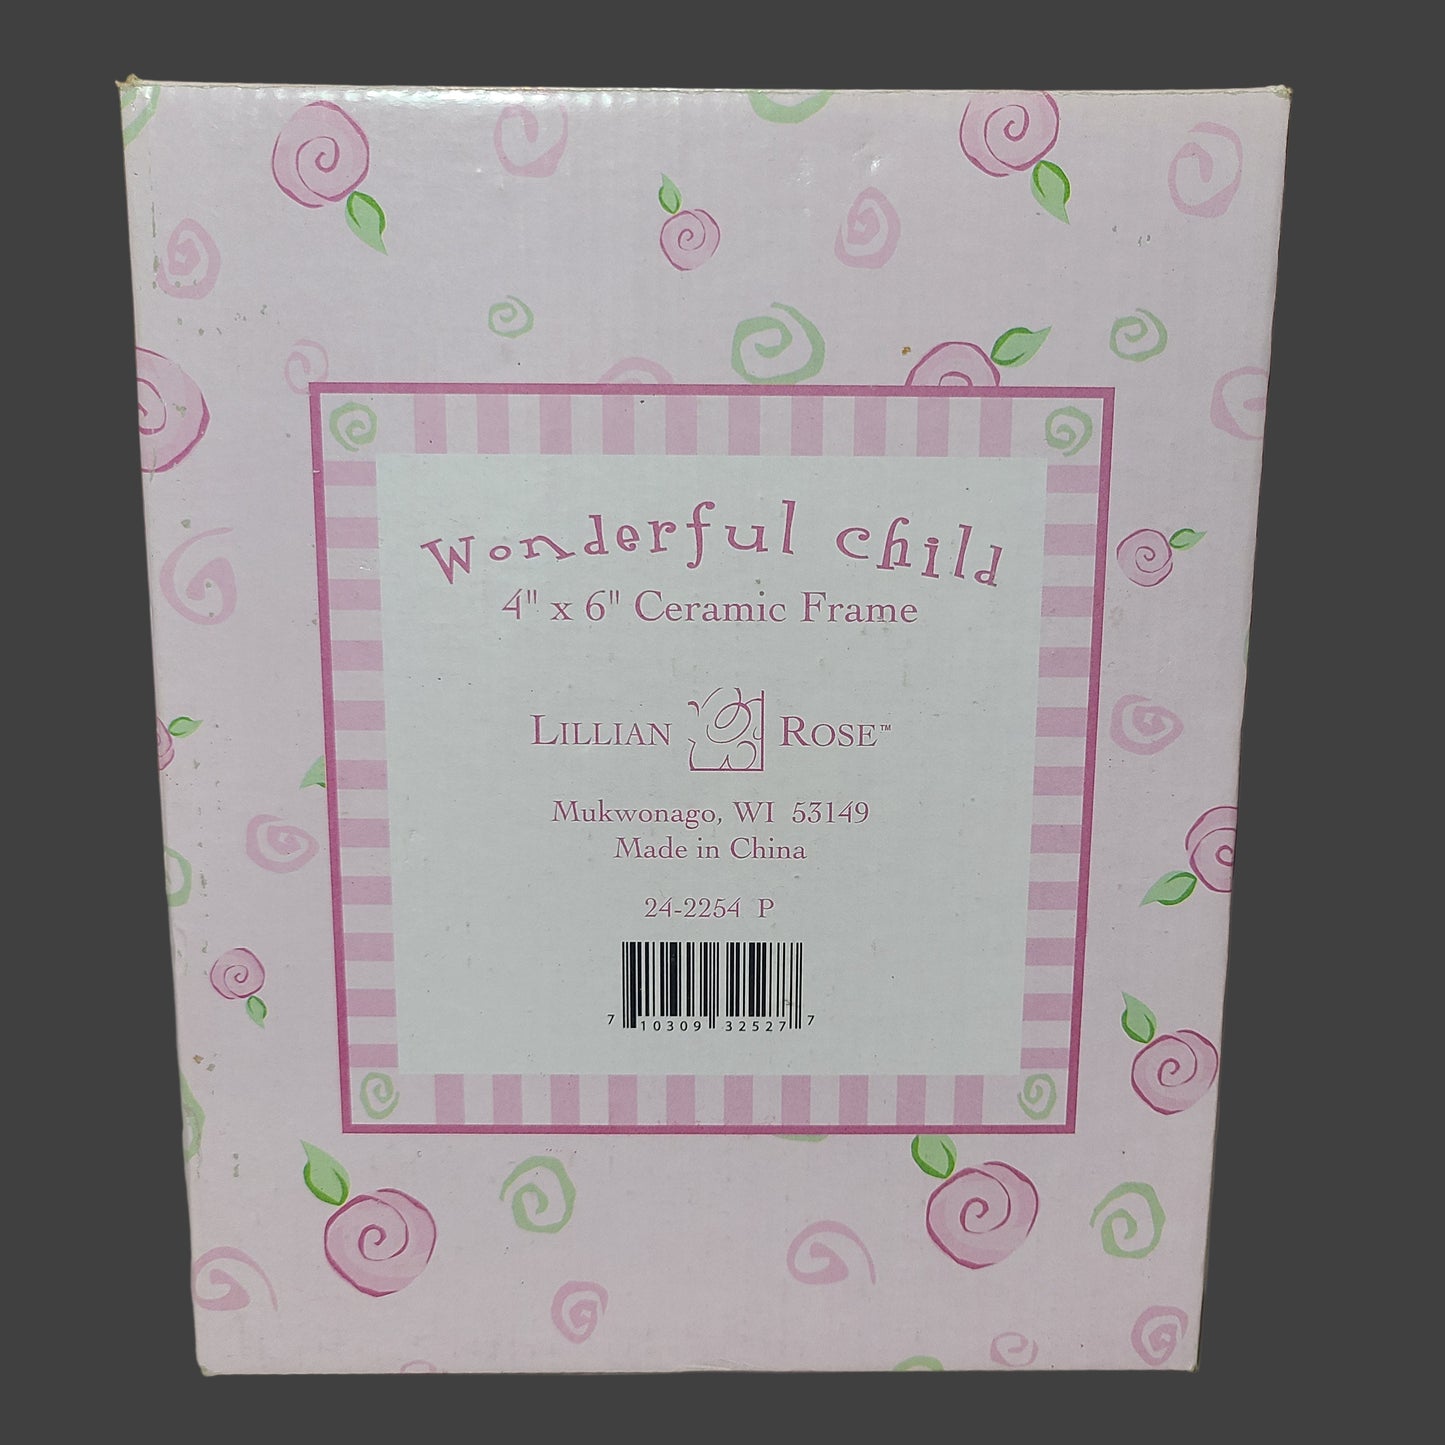 Wonderful Child
4" x 6" Ceramic Frame
LILLIAN ROSE™
Mukwonago, WI 53149
Made in China
24-2254 P
7 10309 32527 7